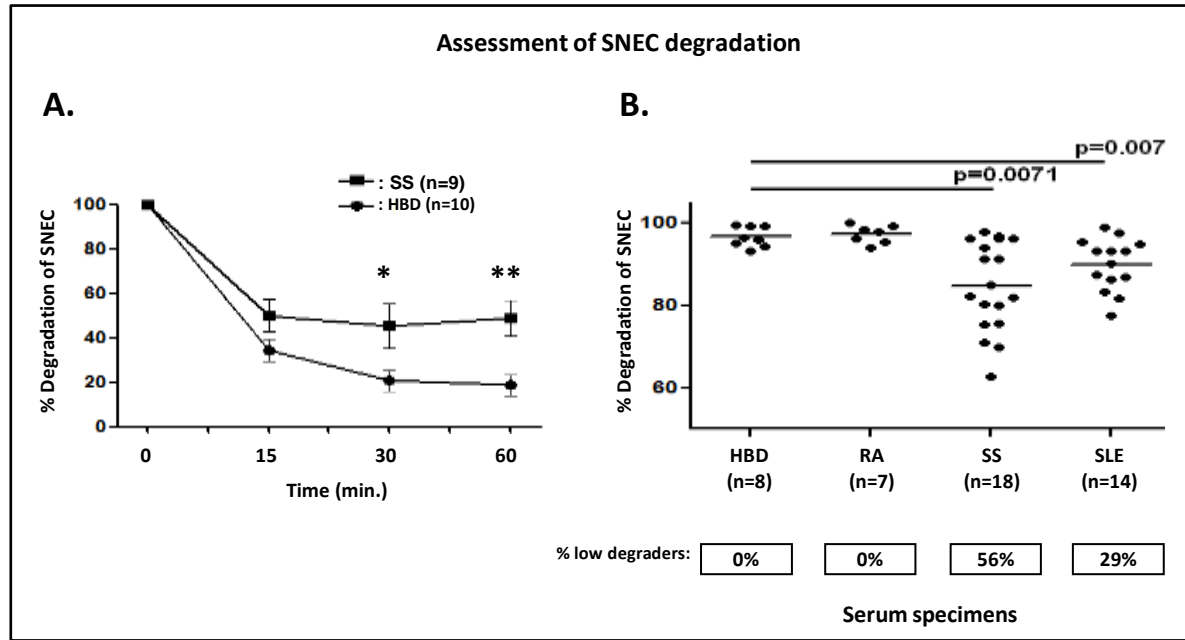 Assessment of SNEC degradation
A.
: SS (n=9)
: HBD (n=10)
% Degradation of SNEC
100
80
60
40
20
0
*
**
0 15 30 60
Time (min.)
B.
p=0.007
p=0.0071
% Degradation of SNEC
100
80
60
HBD RA SS SLE
(n=8) (n=7) (n=18) (n=14)
% low degraders: 0% 0% 56% 29%
Serum specimens